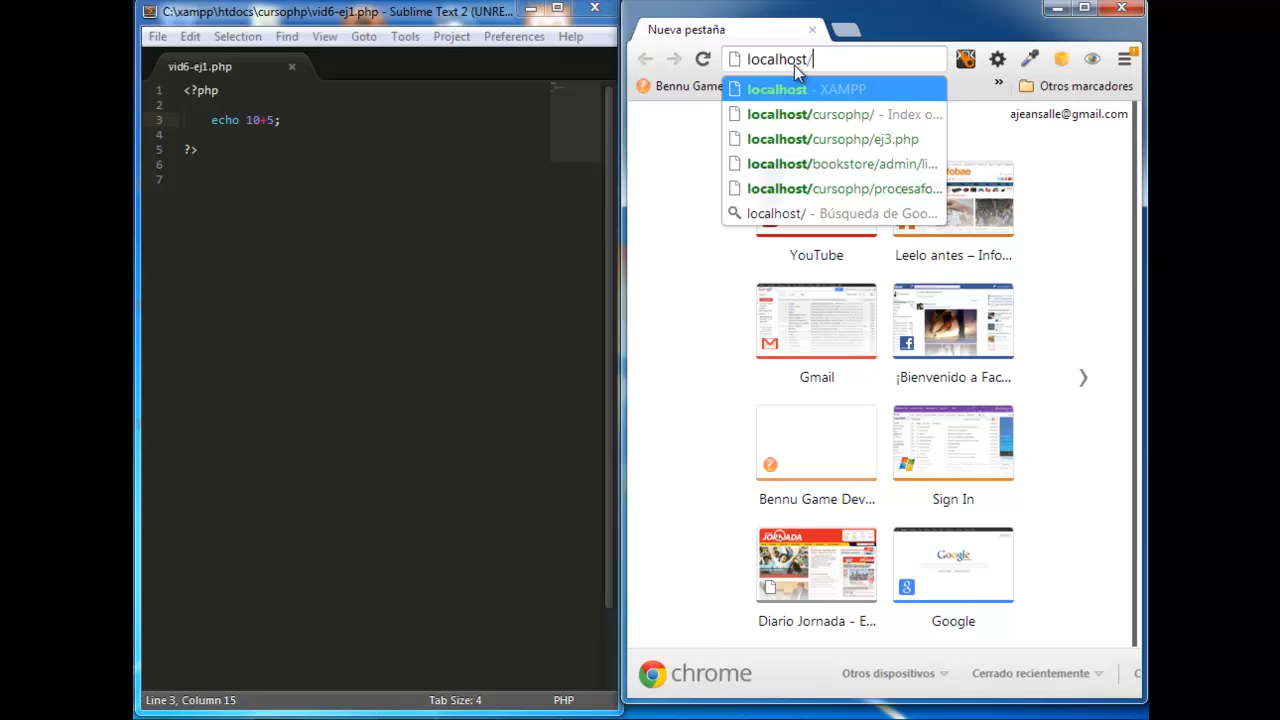 C:\xampp\htdocs\cursophp\vid6-ej1.php - Sublime Text 2 (UNRE...
File Edit Selection Find View Goto Tools Project Preferences Help
vid6-ej1.php
1 <?php
2
3 echo 10+5;
4
5 ?>
6
7
Line 3, Column 15 Tab Size: 4 PHP
Nueva pestaña
localhost/
Bennu Game
» Otros marcadores
localhost - XAMPP
localhost/cursophp/ - Index o...
localhost/cursophp/ej3.php
localhost/bookstore/admin/li...
localhost/cursophp/procesafo...
localhost/ - Búsqueda de Goo...
ajeansalle@gmail.com
YouTube
Leelo antes – Info...
Gmail
¡Bienvenido a Fac...
Bennu Game Dev...
Sign In
JORNADA
Google
Diario Jornada - E...
Google
chrome
Otros dispositivos Cerrado recientemente C